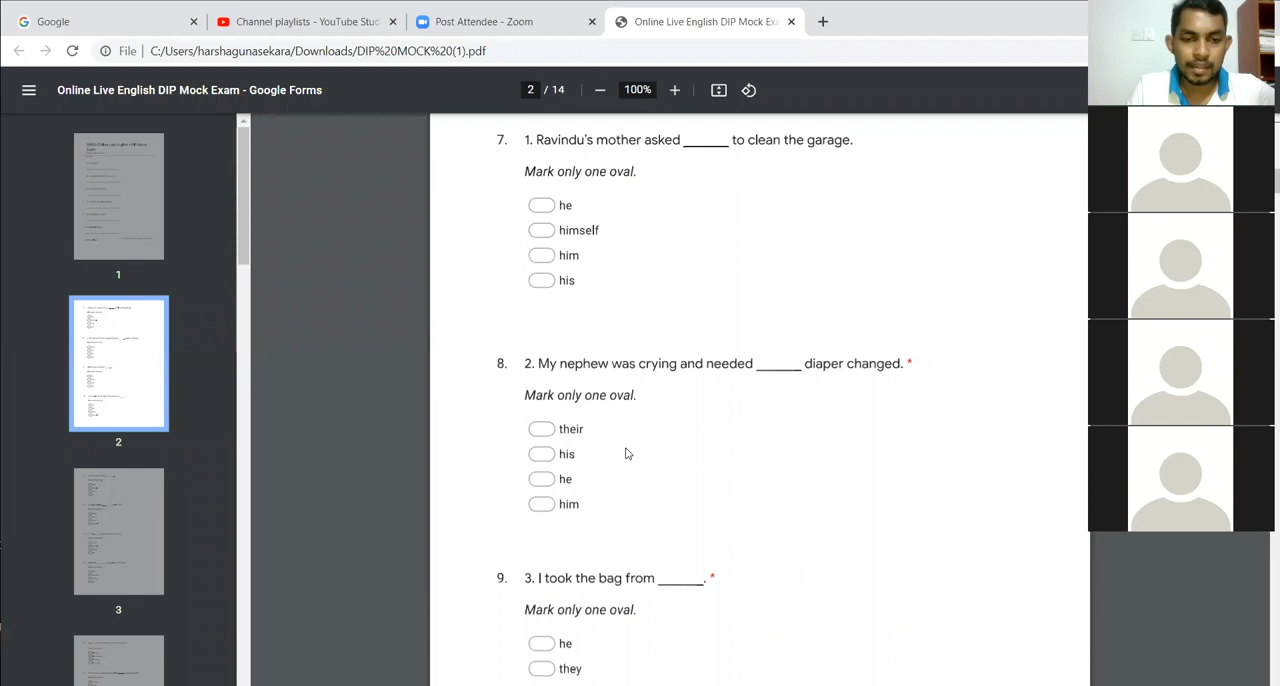 Google
Channel playlists - YouTube Stud
Post Attendee - Zoom
Online Live English DIP Mock Exa
File | C:/Users/harshagunasekara/Downloads/DIP%20MOCK%20(1).pdf
Online Live English DIP Mock Exam - Google Forms
2 / 14
100%
1
2
3
7. 1. Ravindu's mother asked ______ to clean the garage.
Mark only one oval.
he
himself
him
his
8. 2. My nephew was crying and needed ______ diaper changed. *
Mark only one oval.
their
his
he
him
9. 3. I took the bag from ______. *
Mark only one oval.
he
they